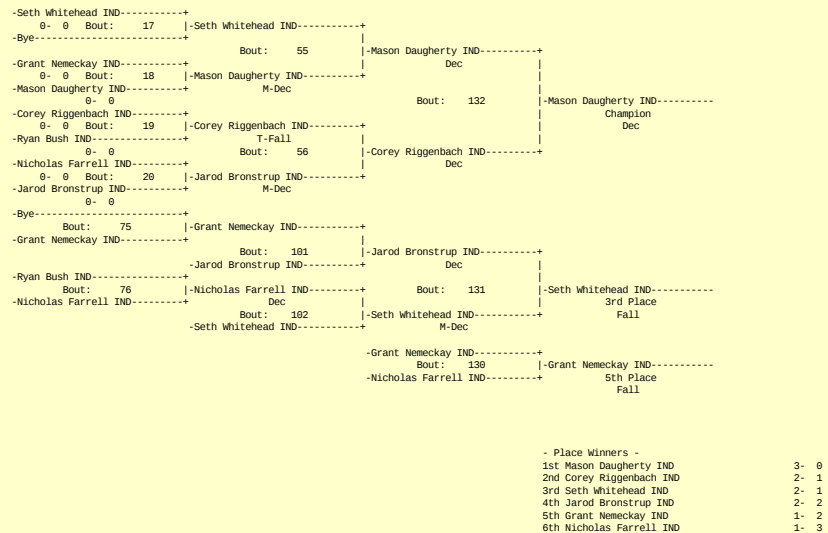 -Seth Whitehead IND-----------+
0-  0   Bout:     17      |-Seth Whitehead IND-----------+
-Bye--------------------------+                              |
Bout:     55         |-Mason Daugherty IND----------+
-Grant Nemeckay IND-----------+                              |              Dec             |
0-  0   Bout:     18      |-Mason Daugherty IND----------+                              |
-Mason Daugherty IND----------+             M-Dec                                           |
0-  0                                                    Bout:    132          |-Mason Daugherty IND----------
-Corey Riggenbach IND---------+                                                             |           Champion
0-  0   Bout:     19      |-Corey Riggenbach IND---------+                              |              Dec
-Ryan Bush IND----------------+            T-Fall            |                              |
0-  0                     Bout:     56         |-Corey Riggenbach IND---------+
-Nicholas Farrell IND---------+                              |              Dec
0-  0   Bout:     20      |-Jarod Bronstrup IND----------+
-Jarod Bronstrup IND----------+             M-Dec
0-  0
-Bye--------------------------+
Bout:     75          |-Grant Nemeckay IND-----------+
-Grant Nemeckay IND-----------+                              |
Bout:    101         |-Jarod Bronstrup IND----------+
-Jarod Bronstrup IND----------+              Dec             |
-Ryan Bush IND----------------+                                                             |
Bout:     76          |-Nicholas Farrell IND---------+         Bout:    131         |-Seth Whitehead IND-----------
-Nicholas Farrell IND---------+              Dec             |                              |           3rd Place
Bout:    102         |-Seth Whitehead IND-----------+             Fall
-Seth Whitehead IND-----------+             M-Dec
-Grant Nemeckay IND-----------+
Bout:    130         |-Grant Nemeckay IND-----------
-Nicholas Farrell IND---------+           5th Place
Fall
- Place Winners -
1st Mason Daugherty IND                    3-  0
2nd Corey Riggenbach IND                   2-  1
3rd Seth Whitehead IND                     2-  1
4th Jarod Bronstrup IND                    2-  2
5th Grant Nemeckay IND                     1-  2
6th Nicholas Farrell IND                   1-  3